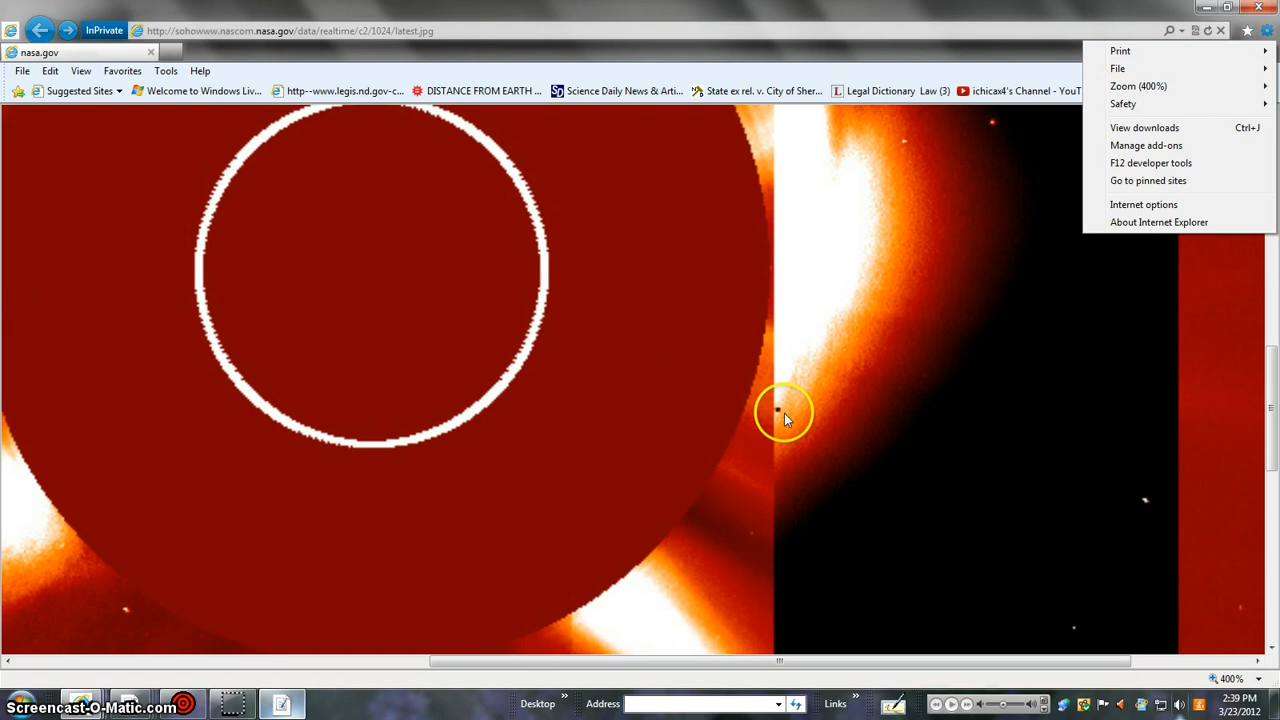 InPrivate
http://sohowww.nascom.nasa.gov/data/realtime/c2/1024/latest.jpg
nasa.gov
File Edit View Favorites Tools Help
Suggested Sites
Welcome to Windows Liv...
http--www.legis.nd.gov-c...
DISTANCE FROM EARTH ...
Sp Science Daily News & Arti...
State ex rel. v. City of Sher...
L Legal Dictionary Law (3)
ichicax4's Channel - YouT
Print
File
Zoom (400%)
Safety
View downloads Ctrl+J
Manage add-ons
F12 developer tools
Go to pinned sites
Internet options
About Internet Explorer
400%
Screencast-O-Matic.com
Desktop
Address
Links
2:39 PM
3/23/2012